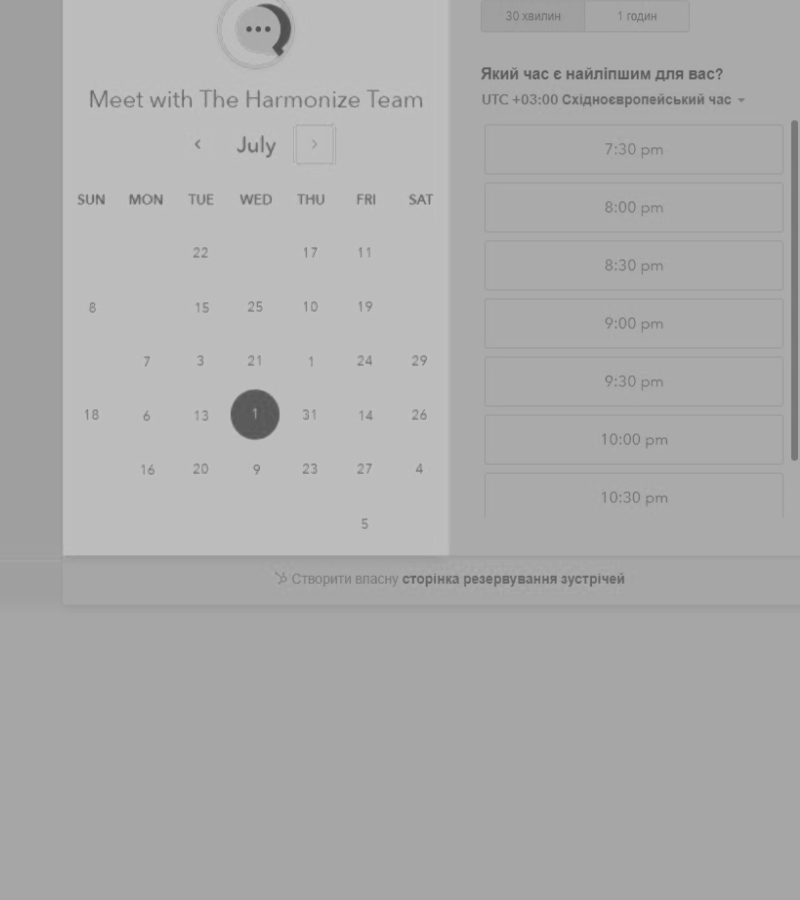 Meet with The Harmonize Team
July
SUN MON TUE WED THU FRI SAT
22 17 11
8 15 25 10 19
7 3 21 1 24 29
18 6 13 1 31 14 26
16 20 9 23 27 4
5
30 хвилин 1 годин
Який час є найліпшим для вас?
UTC +03:00 Східноєвропейський час
7:30 pm
8:00 pm
8:30 pm
9:00 pm
9:30 pm
10:00 pm
10:30 pm
Створити власну сторінка резервування зустрічей